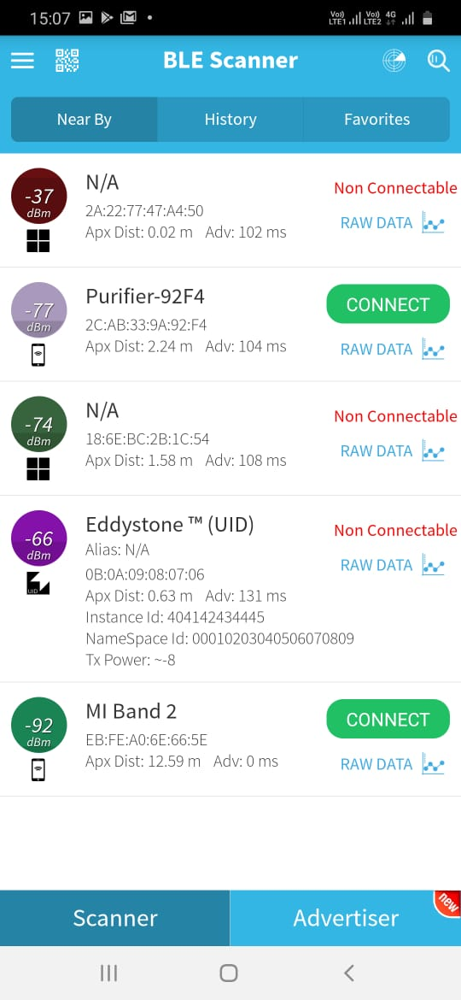 15:07
Vo)) LTE1 Vo)) LTE2 4G
BLE Scanner
Near By History Favorites
-37 dBm
N/A
Non Connectable
2A:22:77:47:A4:50
RAW DATA
Apx Dist: 0.02 m Adv: 102 ms
-77 dBm
Purifier-92F4
CONNECT
2C:AB:33:9A:92:F4
RAW DATA
Apx Dist: 2.24 m Adv: 104 ms
-74 dBm
N/A
Non Connectable
18:6E:BC:2B:1C:54
RAW DATA
Apx Dist: 1.58 m Adv: 108 ms
-66 dBm
UID
Eddystone ™ (UID)
Non Connectable
Alias: N/A
0B:0A:09:08:07:06
RAW DATA
Apx Dist: 0.63 m Adv: 131 ms
Instance Id: 404142434445
NameSpace Id: 00010203040506070809
Tx Power: ~-8
-92 dBm
MI Band 2
CONNECT
EB:FE:A0:6E:66:5E
RAW DATA
Apx Dist: 12.59 m Adv: 0 ms
Scanner Advertiser
new